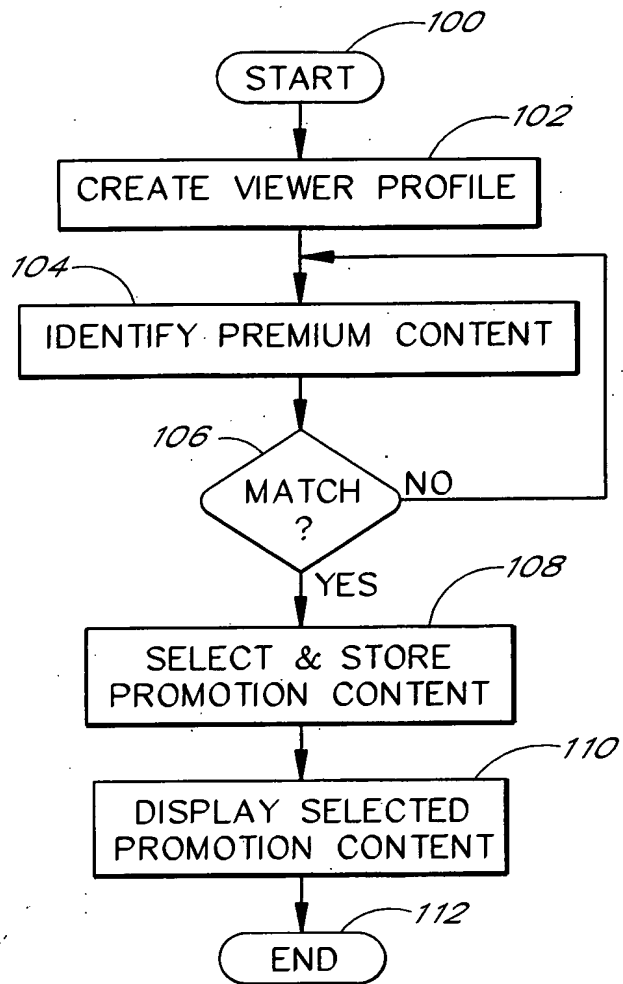 100
START
102
CREATE VIEWER PROFILE
104
IDENTIFY PREMIUM CONTENT
106
MATCH
?
NO
YES
108
SELECT & STORE
PROMOTION CONTENT
110
DISPLAY SELECTED
PROMOTION CONTENT
112
END